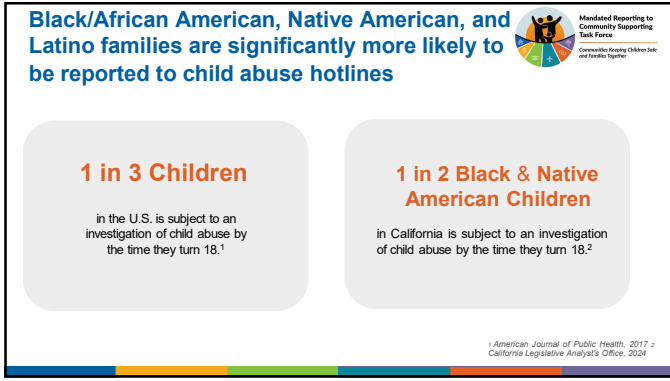 Black/African American, Native American, and
Latino families are significantly more likely to
be reported to child abuse hotlines
Mandated Reporting to
Community Supporting
Task Force
Communities Keeping Children Safe
and Families Together
1 in 3 Children
in the U.S. is subject to an
investigation of child abuse by
the time they turn 18.¹
1 in 2 Black & Native
American Children
in California is subject to an investigation
of child abuse by the time they turn 18.²
¹ American Journal of Public Health, 2017 ²
California Legislative Analyst's Office, 2024